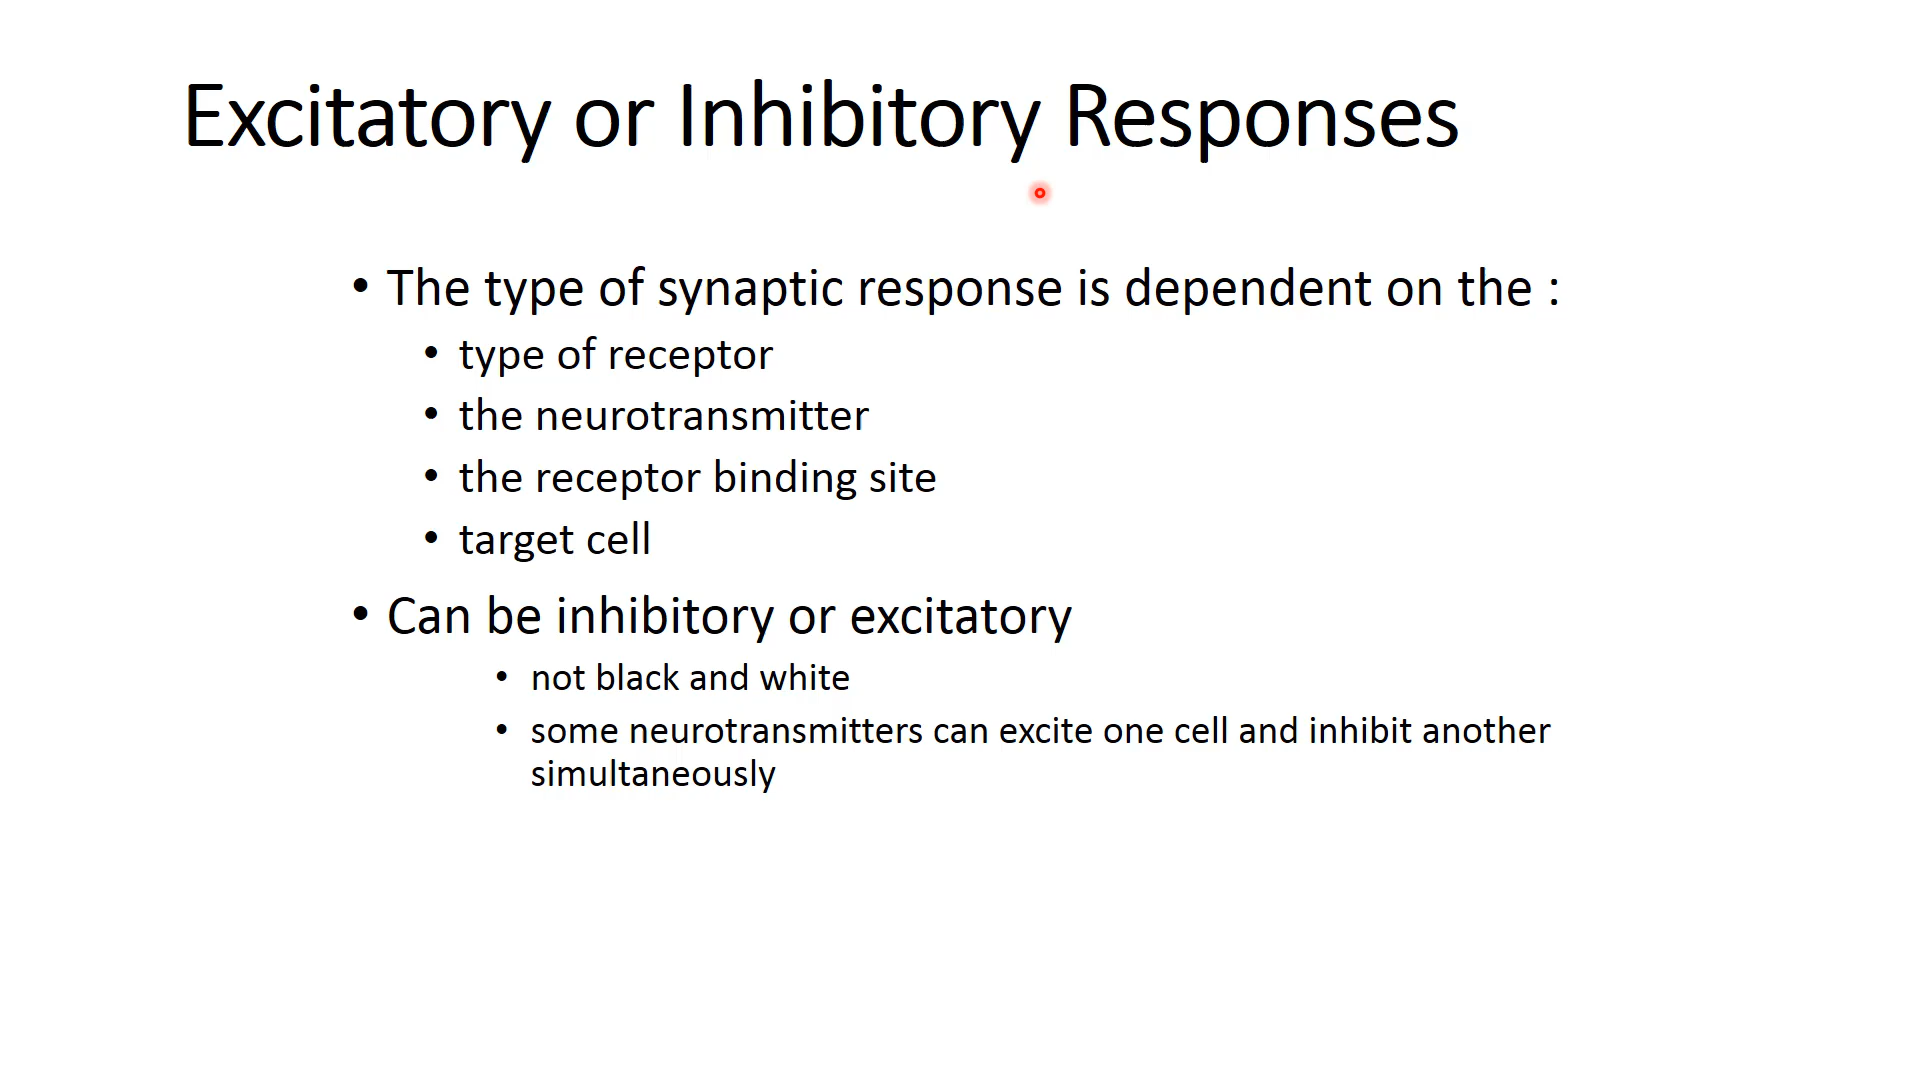 Excitatory or Inhibitory Responses
• The type of synaptic response is dependent on the :
• type of receptor
• the neurotransmitter
• the receptor binding site
• target cell
• Can be inhibitory or excitatory
• not black and white
• some neurotransmitters can excite one cell and inhibit another
simultaneously